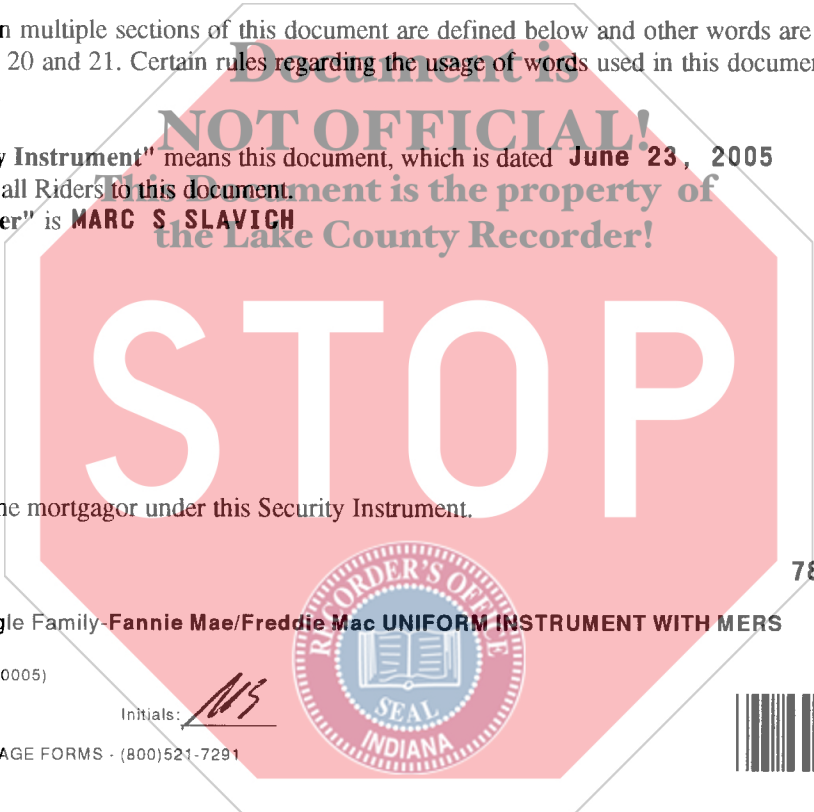 n multiple sections of this document are defined below and other words are
Document is
20 and 21. Certain rules regarding the usage of words used in this documen
NOT OFFICIAL!
y Instrument" means this document, which is dated June 23, 2005
all Riders to this document.
This Document is the property of
er" is MARC S SLAVICH
the Lake County Recorder!
STOP
he mortgagor under this Security Instrument.
78
gle Family-Fannie Mae/Freddie Mac UNIFORM INSTRUMENT WITH MERS
0005)
RECORDER'S OFFICE
SEAL
INDIANA
Initials: MS
AGE FORMS - (800)521-7291